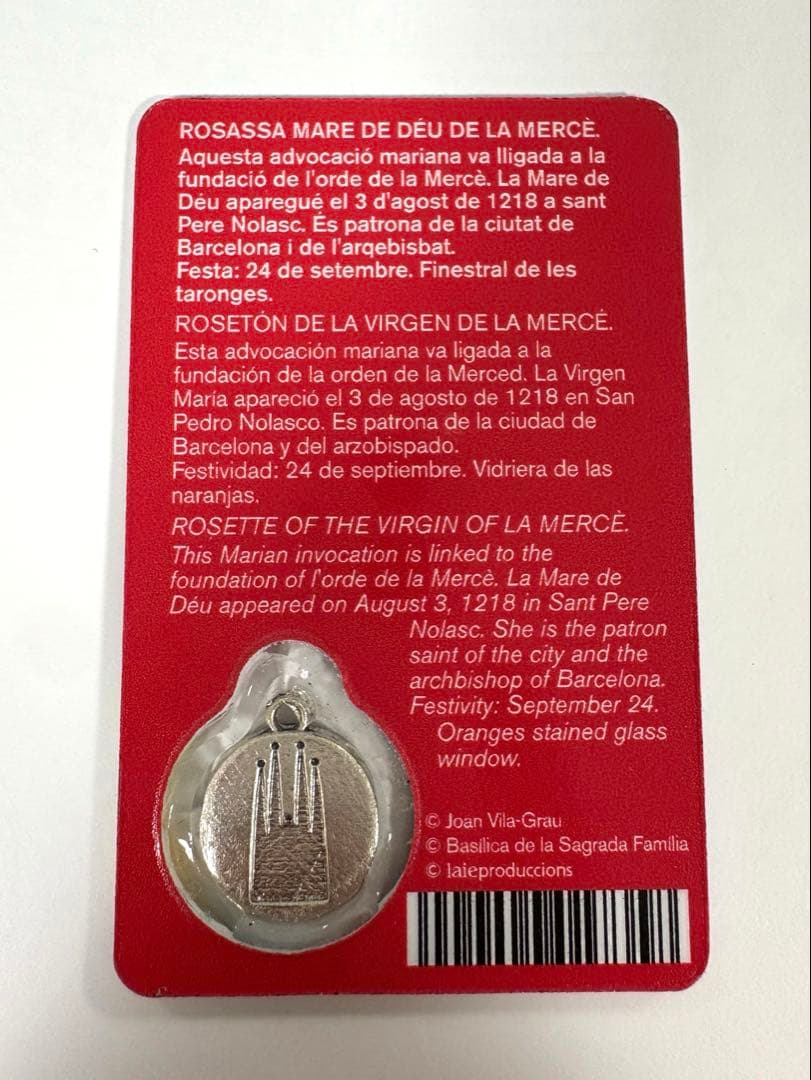 ROSASSA MARE DE DÉU DE LA MERCÈ.
Aquesta advocació mariana va lligada a la
fundació de l'orde de la Mercè. La Mare de
Déu aparegué el 3 d'agost de 1218 a sant
Pere Nolasc. És patrona de la ciutat de
Barcelona i de l'arqebisbat.
Festa: 24 de setembre. Finestral de les
taronges.
ROSETÓN DE LA VIRGEN DE LA MERCÉ.
Esta advocación mariana va ligada a la
fundación de la orden de la Merced. La Virgen
María apareció el 3 de agosto de 1218 en San
Pedro Nolasco. Es patrona de la ciudad de
Barcelona y del arzobispado.
Festividad: 24 de septiembre. Vidriera de las
naranjas.
ROSETTE OF THE VIRGIN OF LA MERCÈ.
This Marian invocation is linked to the
foundation of l'orde de la Mercè. La Mare de
Déu appeared on August 3, 1218 in Sant Pere
Nolasc. She is the patron
saint of the city and the
archbishop of Barcelona.
Festivity: September 24.
Oranges stained glass
window.
© Joan Vila-Grau
© Basílica de la Sagrada Família
© laieproduccions